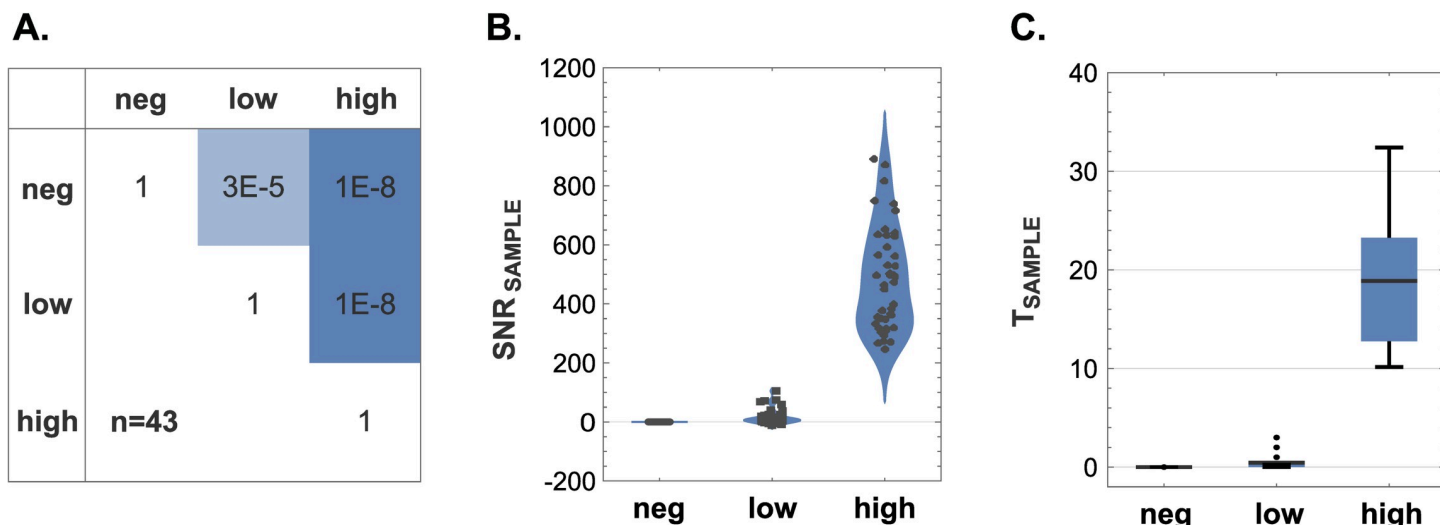 A.
neg low high
neg 1 3E-5 1E-8
low 1 1E-8
high n=43 1
B.
1200
1000
800
600
400
200
0
-200
SNR SAMPLE
neg low high
C.
40
30
20
10
0
T SAMPLE
neg low high